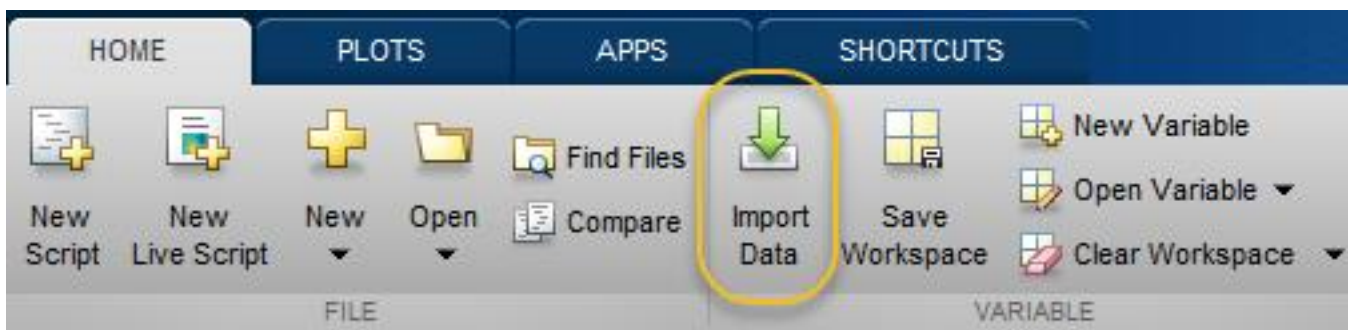 HOME PLOTS APPS SHORTCUTS
New Script
New Live Script
New
Open
Find Files
Compare
Import Data
Save Workspace
New Variable
Open Variable
Clear Workspace
FILE
VARIABLE